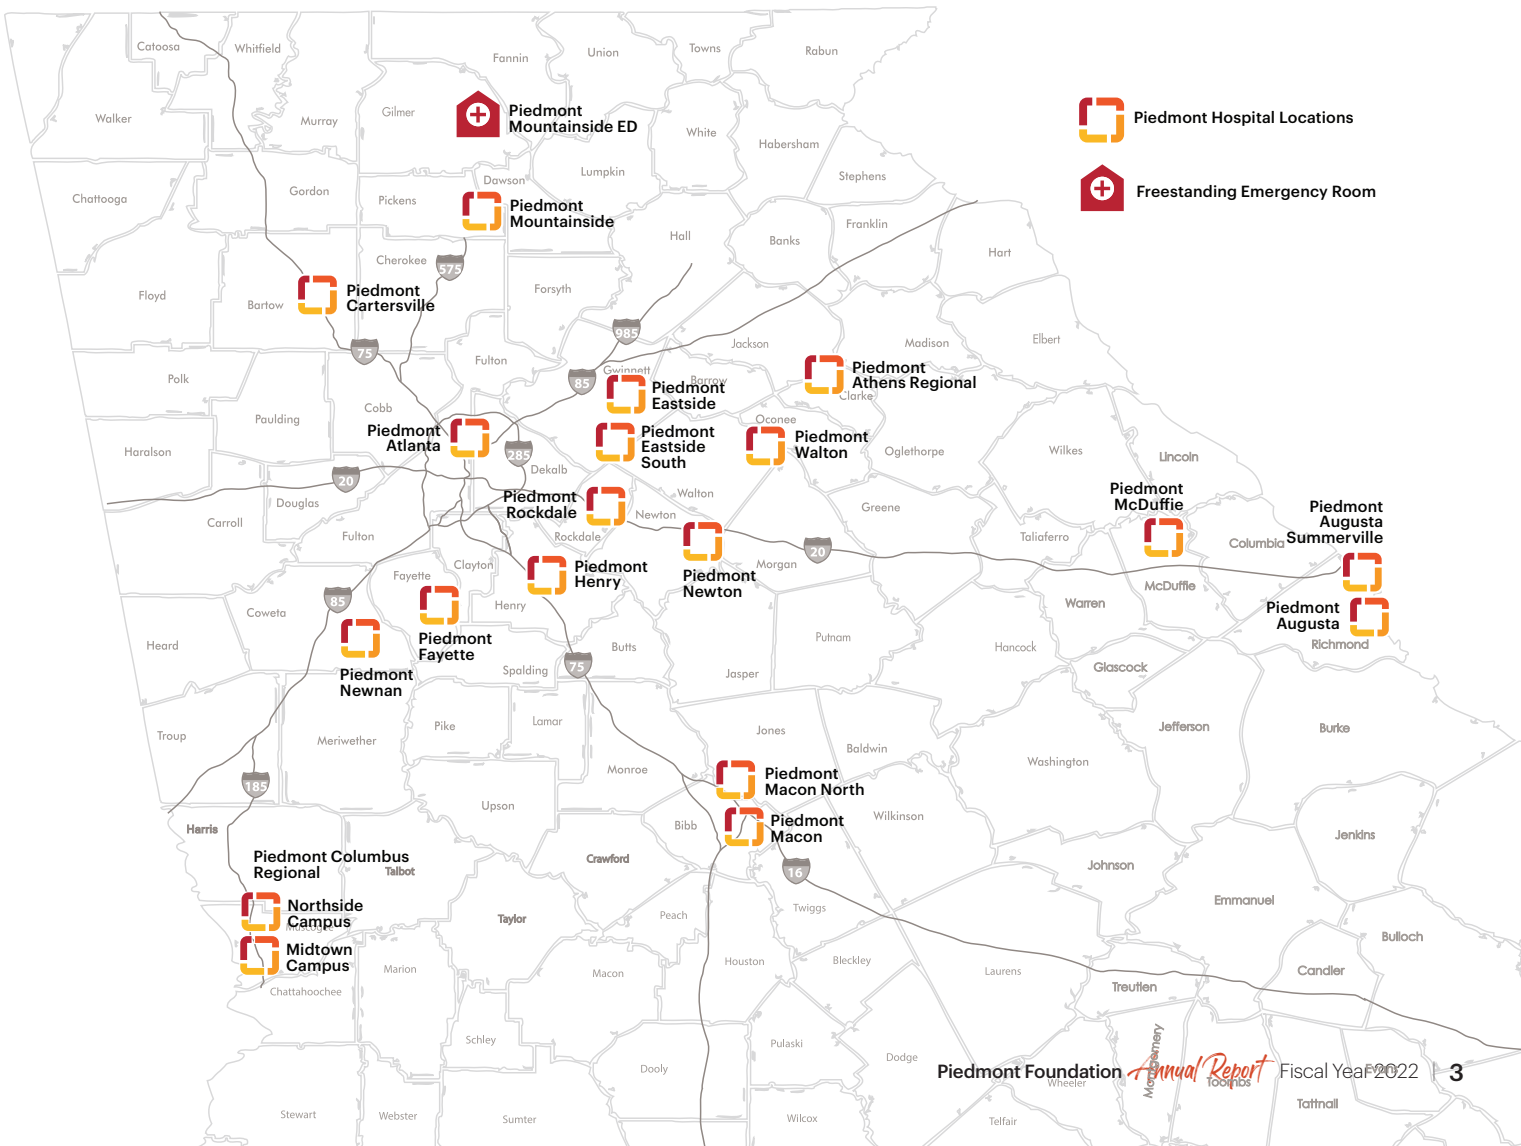 Catoosa
Whitfield
Fannin
Union
Towns
Rabun
Walker
Murray
Gilmer
Piedmont
Mountainside ED
White
Habersham
Piedmont Hospital Locations
Chattooga
Gordon
Pickens
Dawson
Lumpkin
Stephens
Freestanding Emergency Room
Piedmont
Mountainside
Hall
Banks
Franklin
Hart
Cherokee
575
Floyd
Bartow
Piedmont
Cartersville
Forsyth
985
75
Fulton
Jackson
Madison
Elbert
Polk
85
Gwinnett
Barrow
Piedmont
Eastside
Piedmont
Athens Regional
Clarke
Paulding
Cobb
Oconee
Piedmont
Atlanta
285
Piedmont
Eastside
South
Piedmont
Walton
Haralson
Oglethorpe
Wilkes
Lincoln
20
Dekalb
Douglas
Piedmont
Rockdale
Walton
Newton
Greene
Piedmont
McDuffie
Piedmont
Augusta
Summerville
Carroll
Fulton
Rockdale
20
Taliaferro
Columbia
Clayton
Piedmont
Henry
Morgan
Piedmont
Newton
Fayette
McDuffie
85
Coweta
Henry
Warren
Piedmont
Augusta
Heard
Piedmont
Fayette
Butts
Putnam
Hancock
Richmond
Piedmont
Newnan
Spalding
75
Jasper
Glascock
Troup
Meriwether
Pike
Lamar
Jones
Baldwin
Jefferson
Burke
185
Monroe
Piedmont
Macon North
Washington
Upson
Harris
Bibb
Piedmont
Macon
Wilkinson
Jenkins
Piedmont Columbus
Regional
Talbot
Crawford
16
Johnson
Northside
Campus
Muscogee
Taylor
Peach
Twiggs
Emmanuel
Midtown
Campus
Bulloch
Marion
Macon
Houston
Bleckley
Laurens
Candler
Chattahoochee
Treutlen
Schley
Dooly
Pulaski
Dodge
Montgomery
Wheeler
Toombs
Evans
Piedmont Foundation Annual Report Fiscal Year 2022 | 3
Stewart
Webster
Sumter
Wilcox
Telfair
Tattnall